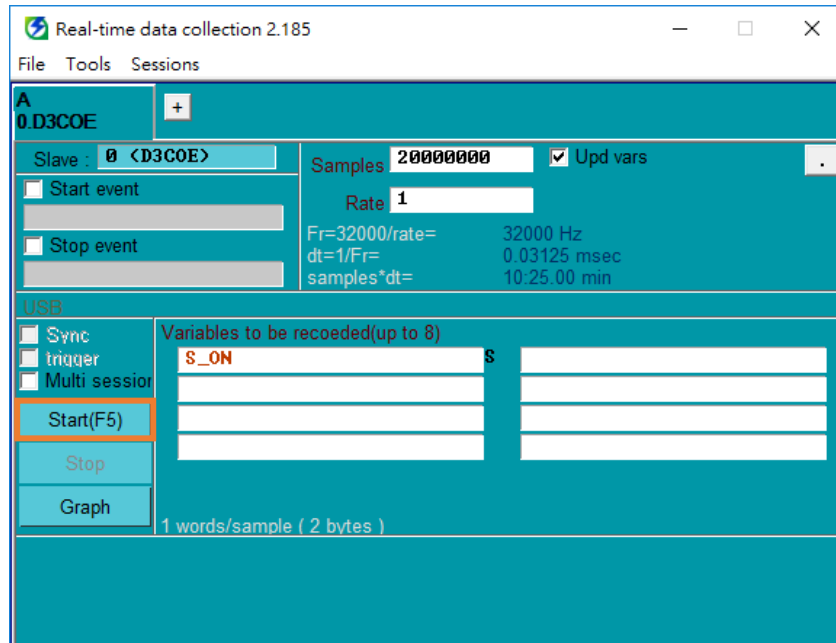 Real-time data collection 2.185
File Tools Sessions
A
0.D3COE
+
Slave : 0 <D3COE>
Start event
Stop event
Samples 20000000
Upd vars
.
Rate 1
Fr=32000/rate= 32000 Hz
dt=1/Fr= 0.03125 msec
samples*dt= 10:25.00 min
USB
Sync
trigger
Multi session
Variables to be recoeded(up to 8)
S_ON S
Start(F5)
Stop
Graph
1 words/sample ( 2 bytes )